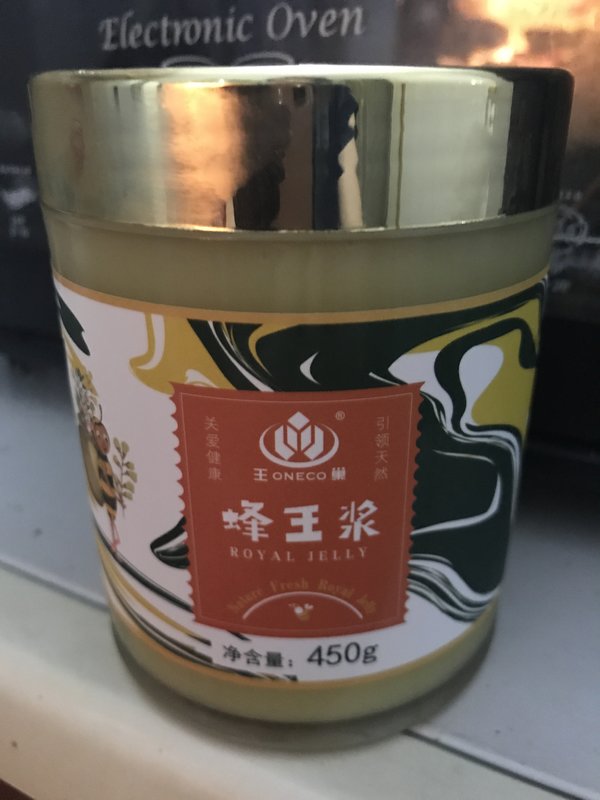 Electronic Oven
关爱健康
引领天然
®
王 ONECO 巢
蜂王浆
ROYAL JELLY
Nature Fresh Royal Jelly
净含量：450g